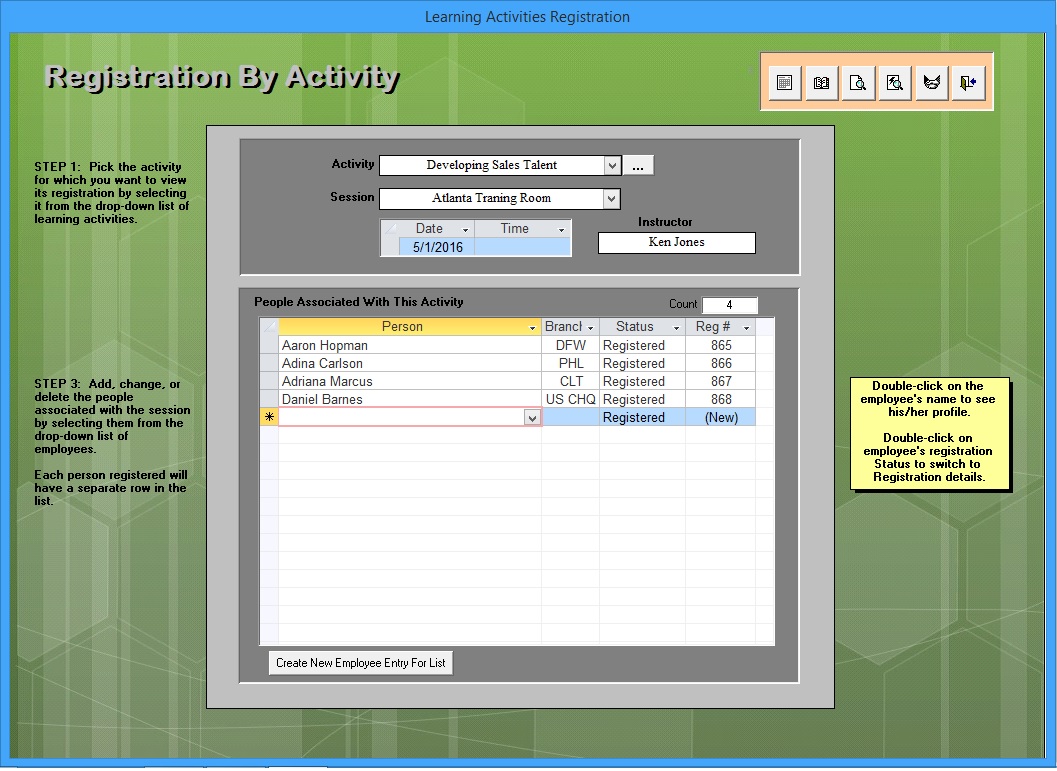 Learning Activities Registration
Registration By Activity
STEP 1:  Pick the activity
for which you want to view
its registration by selecting
it from the drop-down list of
learning activities.
Activity
Developing Sales Talent
...
Session
Atlanta Traning Room
Date
Time
5/1/2016
Instructor
Ken Jones
People Associated With This Activity
Count
4
Person Branch Status Reg #
Aaron Hopman DFW Registered 865
Adina Carlson PHL Registered 866
Adriana Marcus CLT Registered 867
Daniel Barnes US CHQ Registered 868
* Registered (New)
Create New Employee Entry For List
STEP 3:  Add, change, or
delete the people
associated with the session
by selecting them from the
drop-down list of
employees.
Each person registered will
have a separate row in the
list.
Double-click on the
employee's name to see
his/her profile.
Double-click on
employee's registration
Status to switch to
Registration details.